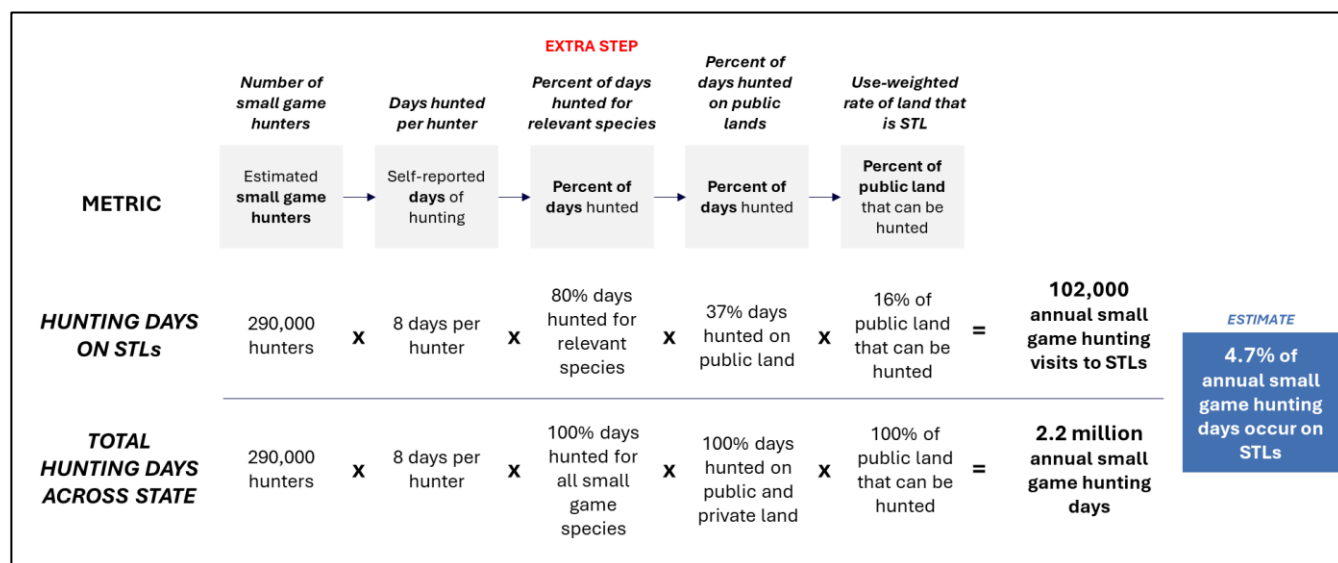 EXTRA STEP
Number of
small game
hunters
Days hunted
per hunter
Percent of days
hunted for
relevant species
Percent of
days hunted
on public
lands
Use-weighted
rate of land that
is STL
METRIC
Estimated
small game
hunters
Self-reported
days of
hunting
Percent of
days hunted
Percent of
days hunted
Percent of
public land
that can be
hunted
HUNTING DAYS
ON STLs
290,000
hunters
x
8 days per
hunter
x
80% days
hunted for
relevant
species
x
37% days
hunted on
public land
x
16% of
public land
that can be
hunted
=
102,000
annual small
game hunting
visits to STLs
ESTIMATE
4.7% of
annual small
game hunting
days occur on
STLs
TOTAL
HUNTING DAYS
ACROSS STATE
290,000
hunters
x
8 days per
hunter
x
100% days
hunted for
all small
game
species
x
100% days
hunted on
public and
private land
x
100% of
public land
that can be
hunted
=
2.2 million
annual small
game hunting
days